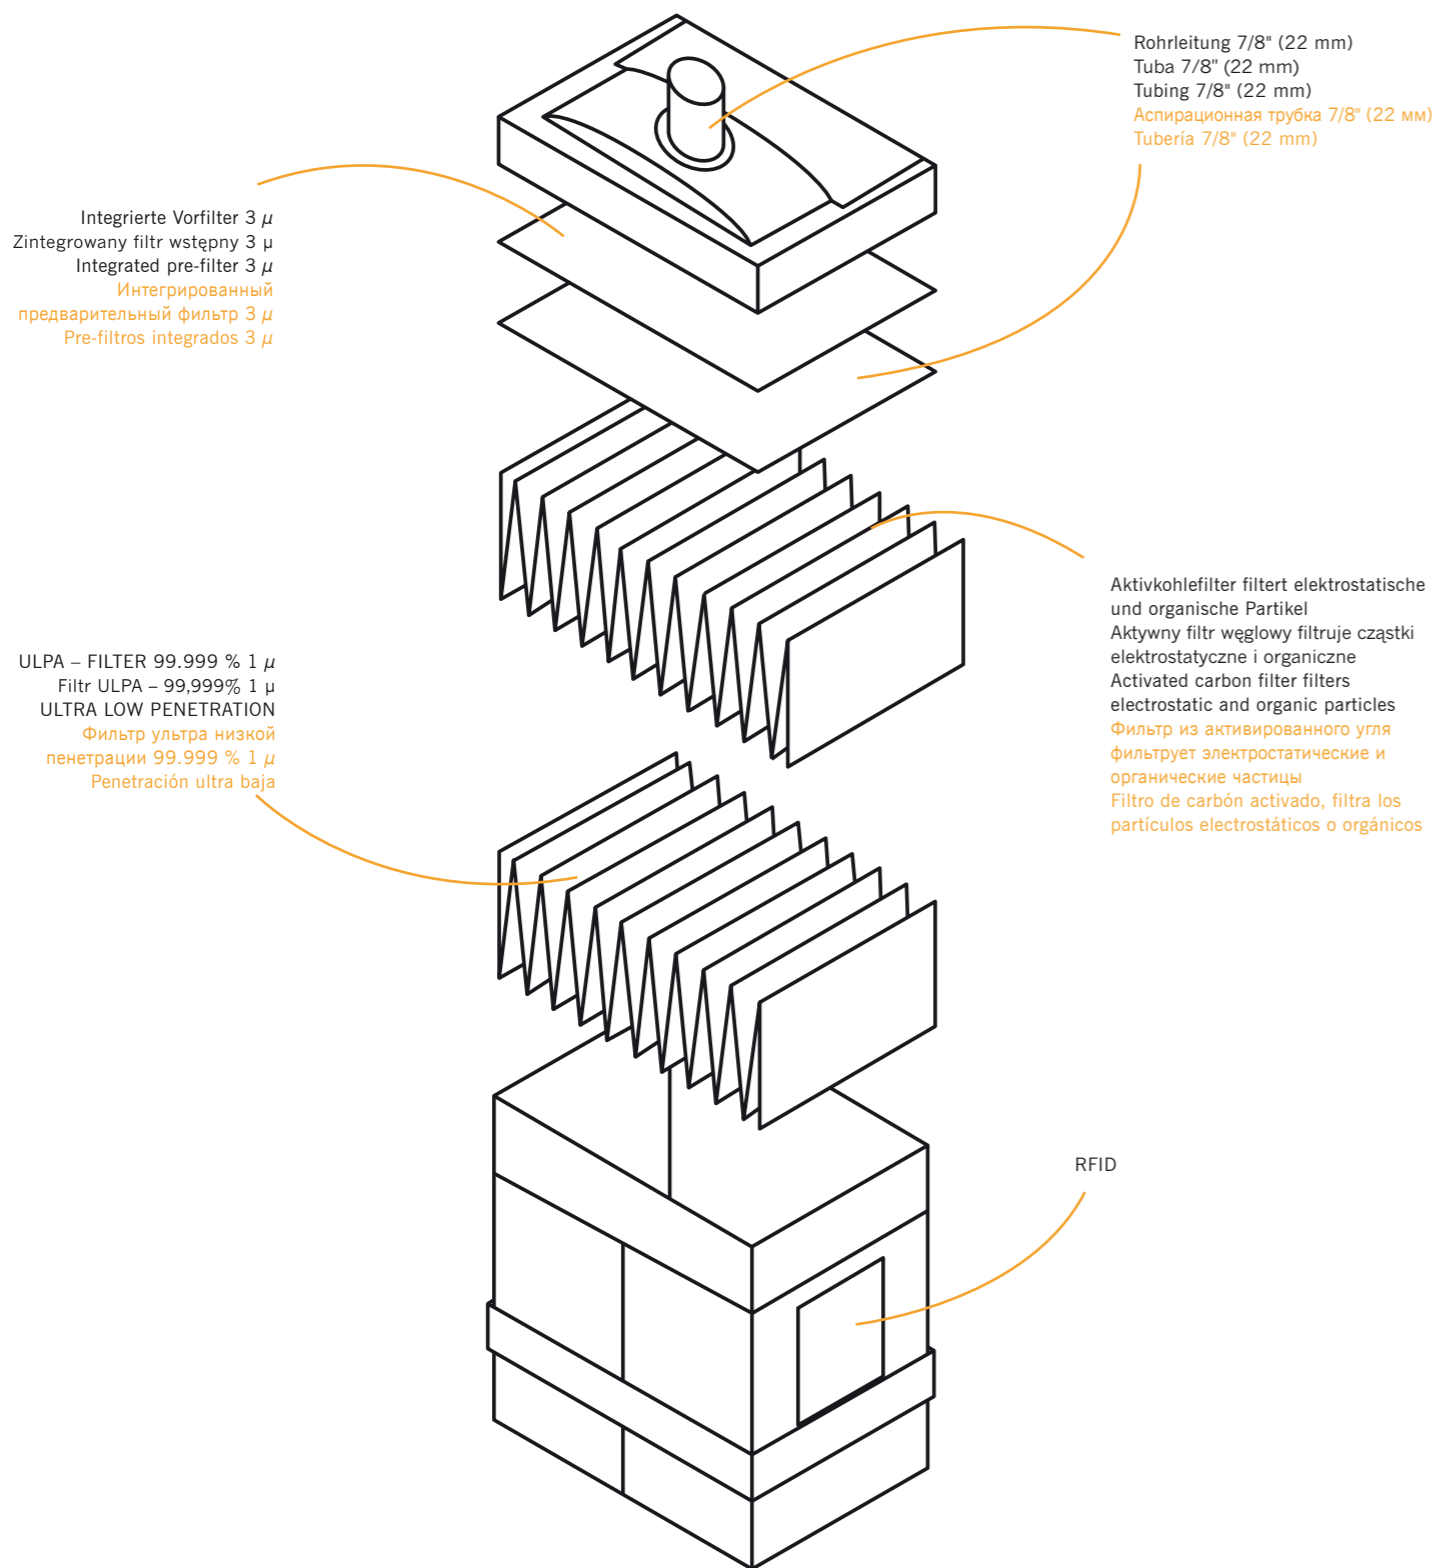 Rohrleitung 7/8" (22 mm)
Tuba 7/8" (22 mm)
Tubing 7/8" (22 mm)
Аспирационная трубка 7/8" (22 мм)
Tubería 7/8" (22 mm)
Integrierte Vorfilter 3 µ
Zintegrowany filtr wstępny 3 µ
Integrated pre-filter 3 µ
Интегрированный
предварительный фильтр 3 µ
Pre-filtros integrados 3 µ
Aktivkohlefilter filtert elektrostatische
und organische Partikel
Aktywny filtr węglowy filtruje cząstki
elektrostatyczne i organiczne
Activated carbon filter filters
electrostatic and organic particles
Фильтр из активированного угля
фильтрует электростатические и
органические частицы
Filtro de carbón activado, filtra los
partículos electrostáticos o orgánicos
ULPA – FILTER 99.999 % 1 µ
Filtr ULPA – 99,999% 1 µ
ULTRA LOW PENETRATION
Фильтр ультра низкой
пенетрации 99.999 % 1 µ
Penetración ultra baja
RFID